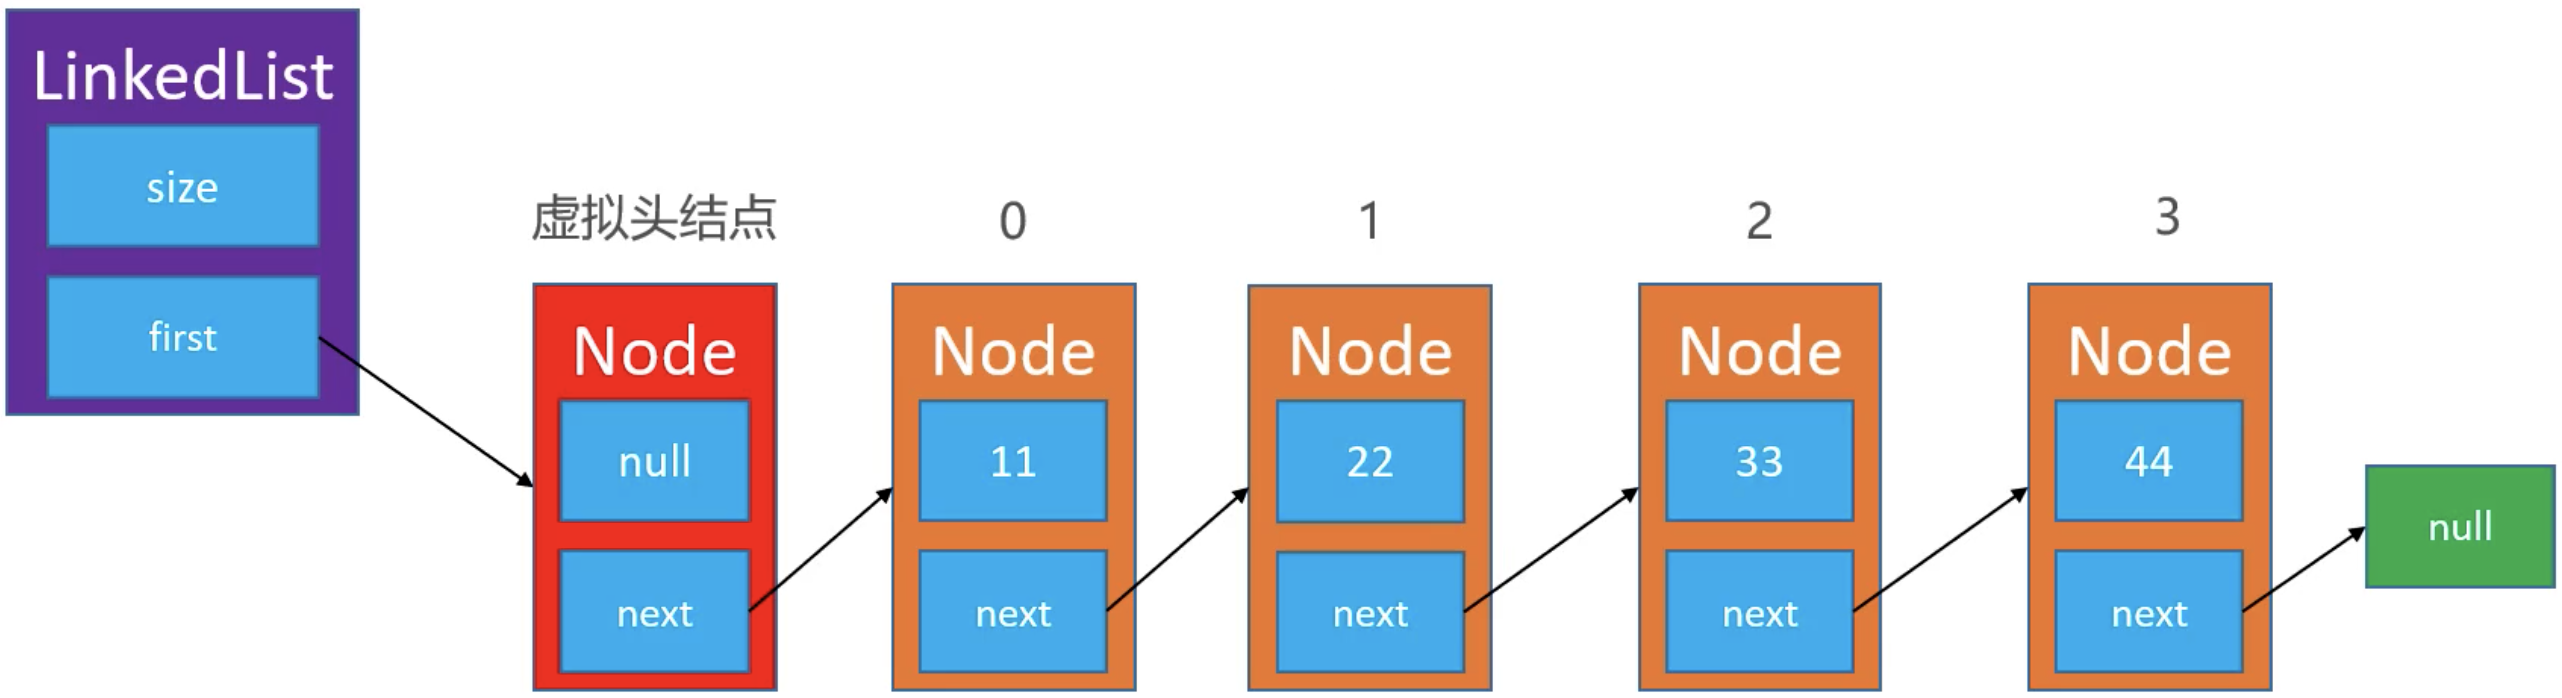 LinkedList
size
first
虚拟头结点
0
1
2
3
Node
null
next
Node
11
next
Node
22
next
Node
33
next
Node
44
next
null